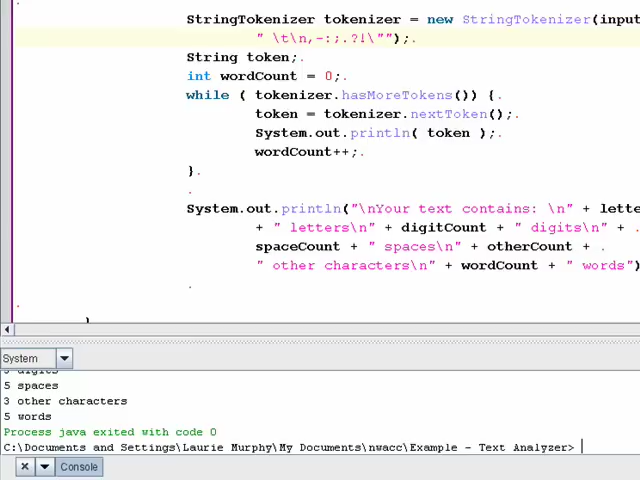 StringTokenizer tokenizer = new StringTokenizer(input
" \t\n,-:;.?!\"");.
String token;.
int wordCount = 0;.
while ( tokenizer.hasMoreTokens()) {.
token = tokenizer.nextToken();.
System.out.println( token );.
wordCount++;.
}.
.
System.out.println("\nYour text contains: \n" + lette
+ " letters\n" + digitCount + " digits\n" + .
spaceCount + " spaces\n" + otherCount + .
" other characters\n" + wordCount + " words")
.
.
}
System
digits
5 spaces
3 other characters
5 words
Process java exited with code 0
C:\Documents and Settings\Laurie Murphy\My Documents\nwacc\Example - Text Analyzer>
Console